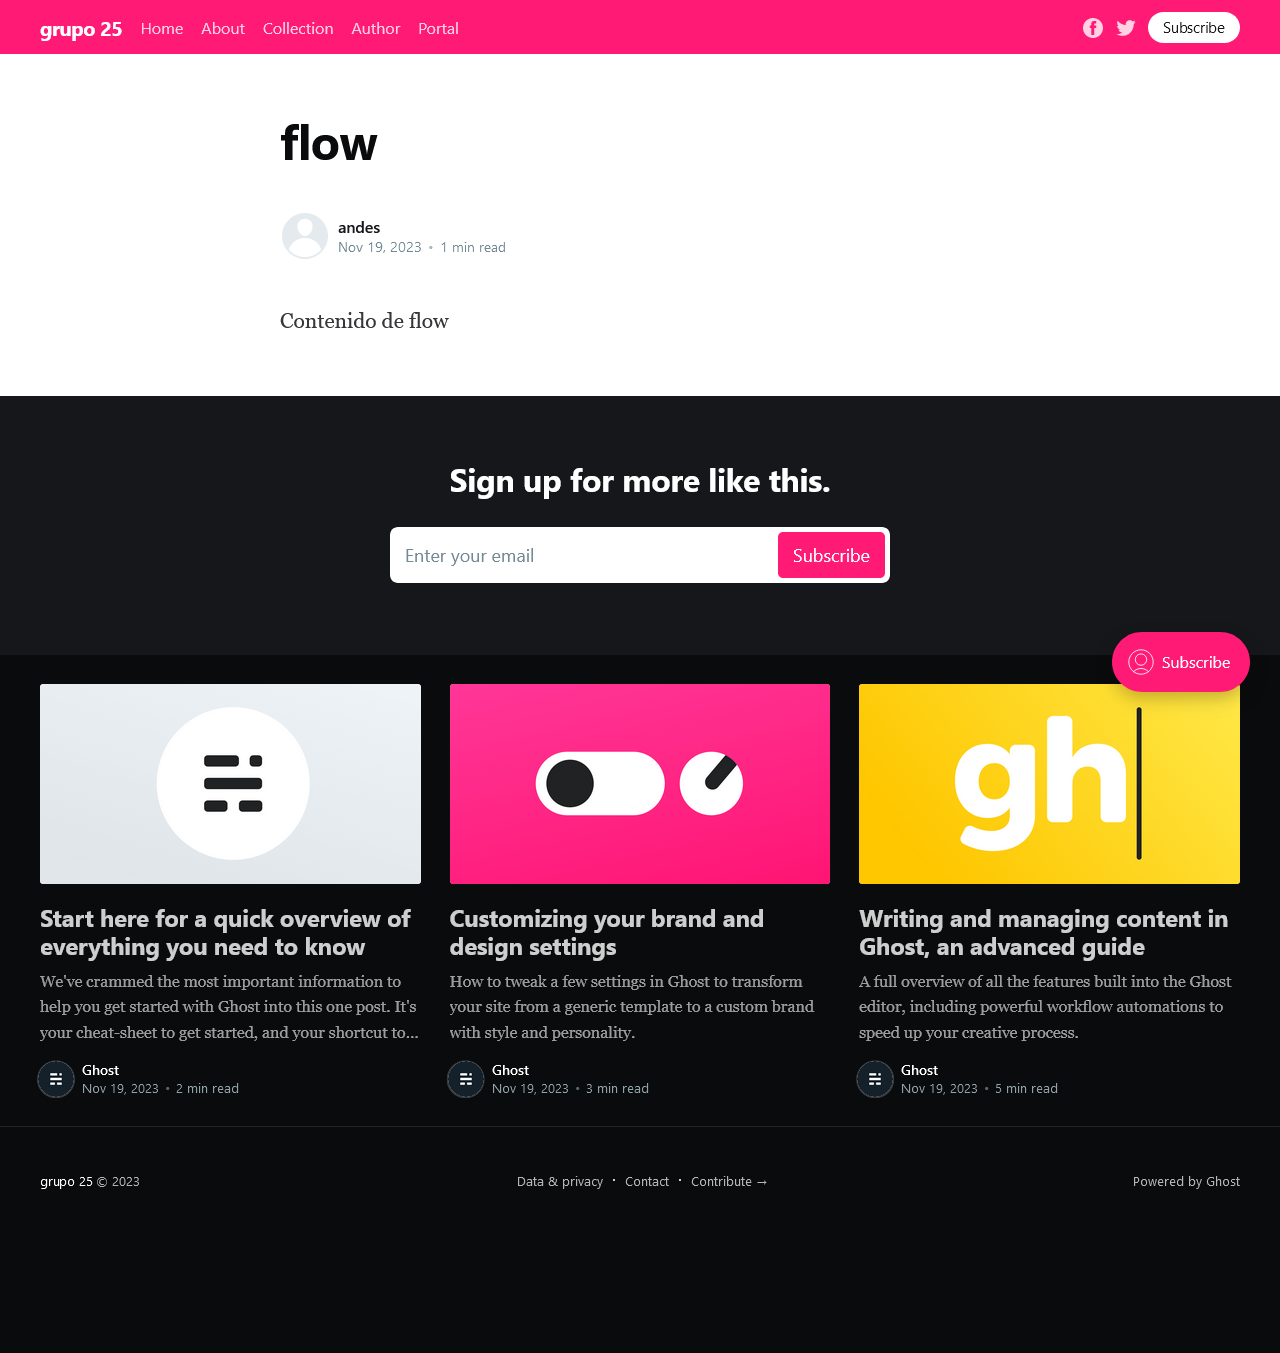 grupo 25 Home About Collection Author Portal Subscribe
flow
andes
Nov 19, 2023 • 1 min read
Contenido de flow
Sign up for more like this.
Enter your email Subscribe
Subscribe
gh
Start here for a quick overview of
everything you need to know
We've crammed the most important information to
help you get started with Ghost into this one post. It's
your cheat-sheet to get started, and your shortcut to...
Ghost
Nov 19, 2023 • 2 min read
Customizing your brand and
design settings
How to tweak a few settings in Ghost to transform
your site from a generic template to a custom brand
with style and personality.
Ghost
Nov 19, 2023 • 3 min read
Writing and managing content in
Ghost, an advanced guide
A full overview of all the features built into the Ghost
editor, including powerful workflow automations to
speed up your creative process.
Ghost
Nov 19, 2023 • 5 min read
grupo 25 © 2023
Data & privacy • Contact • Contribute →
Powered by Ghost